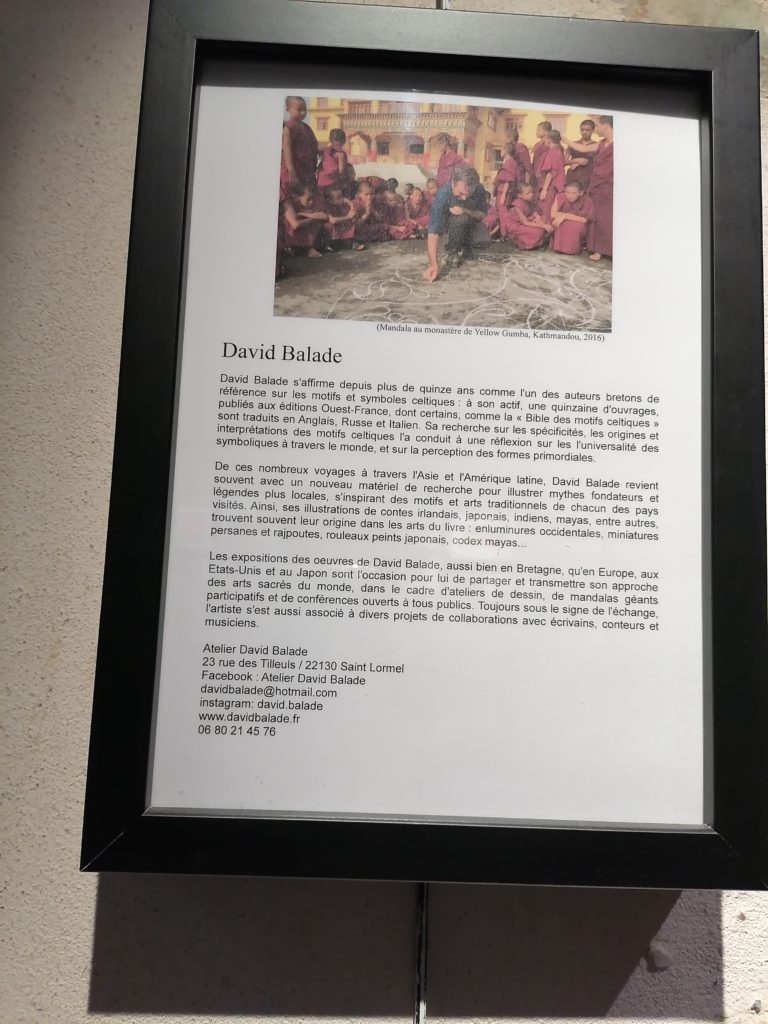 (Mandala au monastère de Yellow Gumba, Kathmandou, 2016)
David Balade
David Balade s'affirme depuis plus de quinze ans comme l'un des auteurs bretons de
référence sur les motifs et symboles celtiques : à son actif, une quinzaine d'ouvrages,
publiés aux éditions Ouest-France, dont certains, comme la « Bible des motifs celtiques »
sont traduits en Anglais, Russe et Italien. Sa recherche sur les spécificités, les origines et
interprétations des motifs celtiques l'a conduit à une réflexion sur les l'universalité des
symboliques à travers le monde, et sur la perception des formes primordiales.
De ces nombreux voyages à travers l'Asie et l'Amérique latine, David Balade revient
souvent avec un nouveau matériel de recherche pour illustrer mythes fondateurs et
légendes plus locales, s'inspirant des motifs et arts traditionnels de chacun des pays
visités. Ainsi, ses illustrations de contes irlandais, japonais, indiens, mayas, entre autres,
trouvent souvent leur origine dans les arts du livre : enluminures occidentales, miniatures
persanes et rajpoutes, rouleaux peints japonais, codex mayas...
Les expositions des oeuvres de David Balade, aussi bien en Bretagne, qu'en Europe, aux
Etats-Unis et au Japon sont l'occasion pour lui de partager et transmettre son approche
des arts sacrés du monde, dans le cadre d'ateliers de dessin, de mandalas géants
participatifs et de conférences ouverts à tous publics. Toujours sous le signe de l'échange,
l'artiste s'est aussi associé à divers projets de collaborations avec écrivains, conteurs et
musiciens.
Atelier David Balade
23 rue des Tilleuls / 22130 Saint Lormel
Facebook : Atelier David Balade
davidbalade@hotmail.com
instagram: david.balade
www.davidbalade.fr
06 80 21 45 76